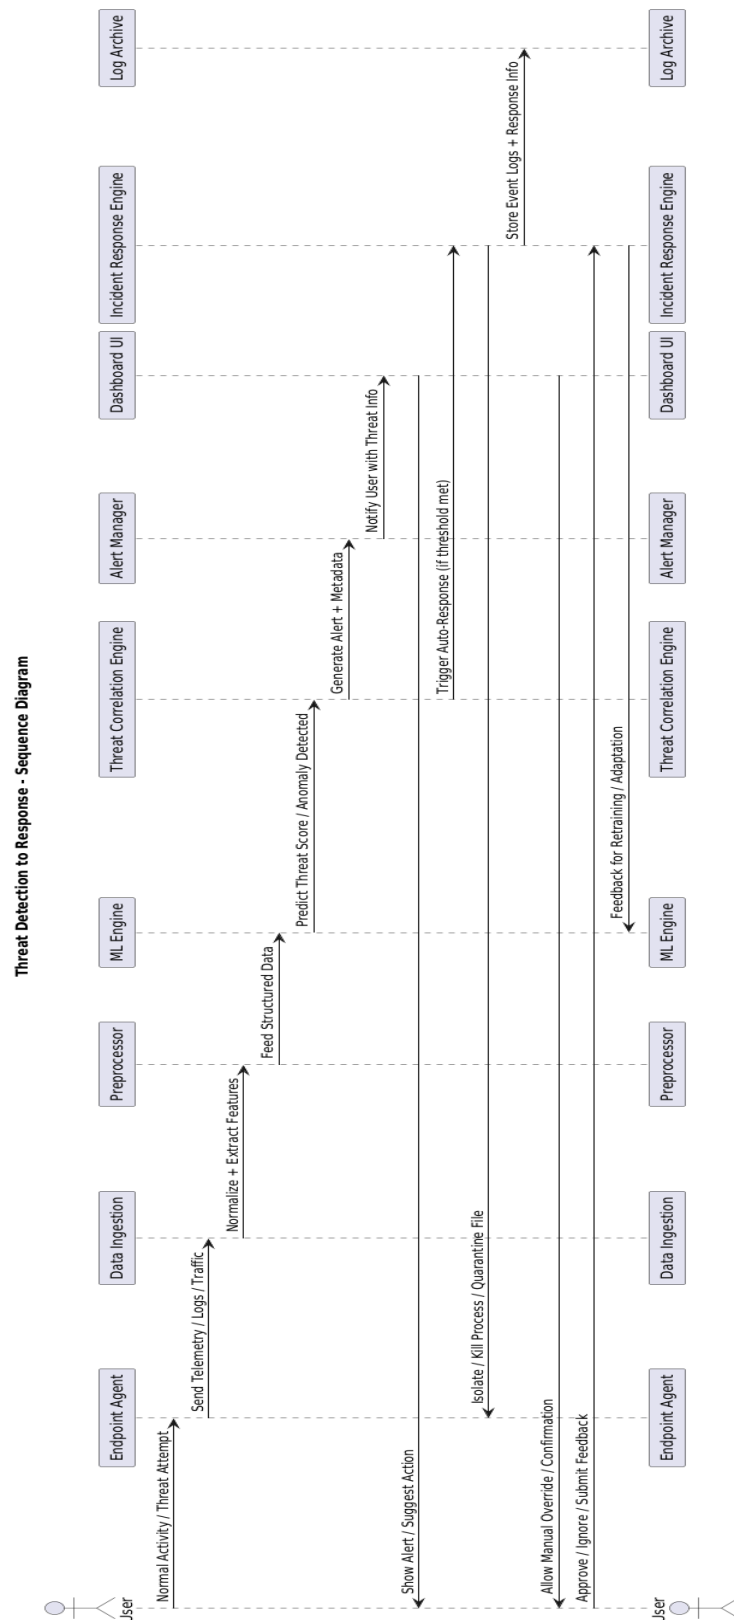 Threat Detection to Response - Sequence Diagram
User
Endpoint Agent
Data Ingestion
Preprocessor
ML Engine
Threat Correlation Engine
Alert Manager
Dashboard UI
Incident Response Engine
Log Archive
Normal Activity / Threat Attempt
Send Telemetry / Logs / Traffic
Normalize + Extract Features
Feed Structured Data
Predict Threat Score / Anomaly Detected
Generate Alert + Metadata
Notify User with Threat Info
Show Alert / Suggest Action
Trigger Auto-Response (if threshold met)
Isolate / Kill Process / Quarantine File
Store Event Logs + Response Info
Allow Manual Override / Confirmation
Approve / Ignore / Submit Feedback
Feedback for Retraining / Adaptation
User
Endpoint Agent
Data Ingestion
Preprocessor
ML Engine
Threat Correlation Engine
Alert Manager
Dashboard UI
Incident Response Engine
Log Archive